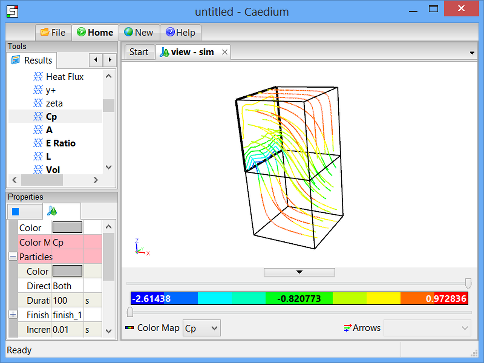 untitled - Caedium
File
Home
New
Help
Tools
Results
Heat Flux
y+
zeta
Cp
A
E Ratio
L
Vol
Properties
Color
Color M Cp
Particles
Color
Direct Both
Durati 100 s
Finish finish_1
Increm 0.01 s
Start
view - sim
z
x
-2.61438
-0.820773
0.972836
Color Map
Cp
Arrows
Ready